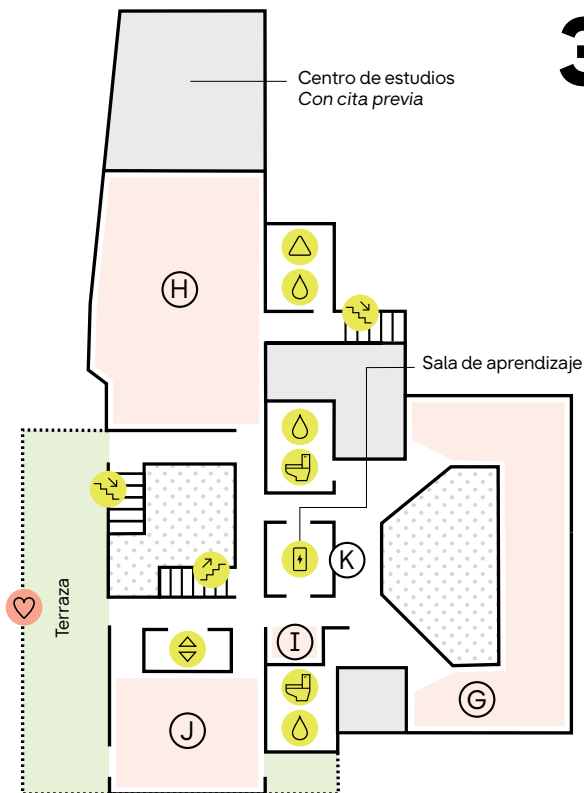 3
Centro de estudios
Con cita previa
H
Sala de aprendizaje
K
Terraza
I
J
G